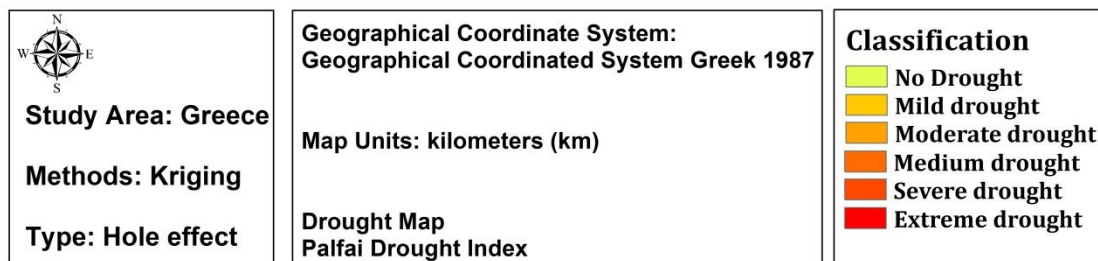 N
W E
S
Study Area: Greece
Methods: Kriging
Type: Hole effect
Geographical Coordinate System:
Geographical Coordinated System Greek 1987
Map Units: kilometers (km)
Drought Map
Palfai Drought Index
Classification
No Drought
Mild drought
Moderate drought
Medium drought
Severe drought
Extreme drought